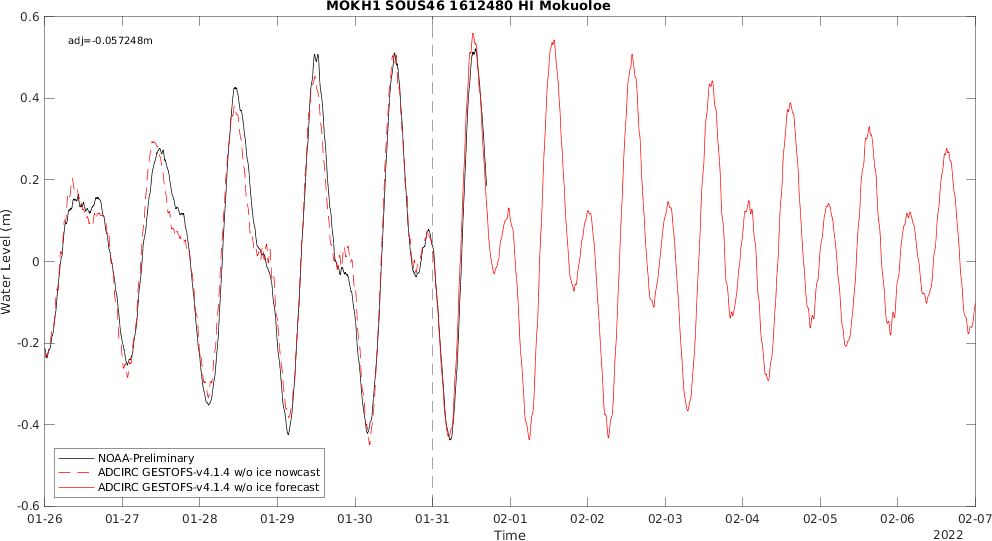 MOKH1 SOUS46 1612480 HI Mokuoloe
adj=-0.057248m
0.6
0.4
0.2
0
-0.2
-0.4
-0.6
Water Level (m)
NOAA-Preliminary
ADCIRC GESTOFS-v4.1.4 w/o ice nowcast
ADCIRC GESTOFS-v4.1.4 w/o ice forecast
01-26 01-27 01-28 01-29 01-30 01-31 02-01 02-02 02-03 02-04 02-05 02-06 02-07
Time
2022